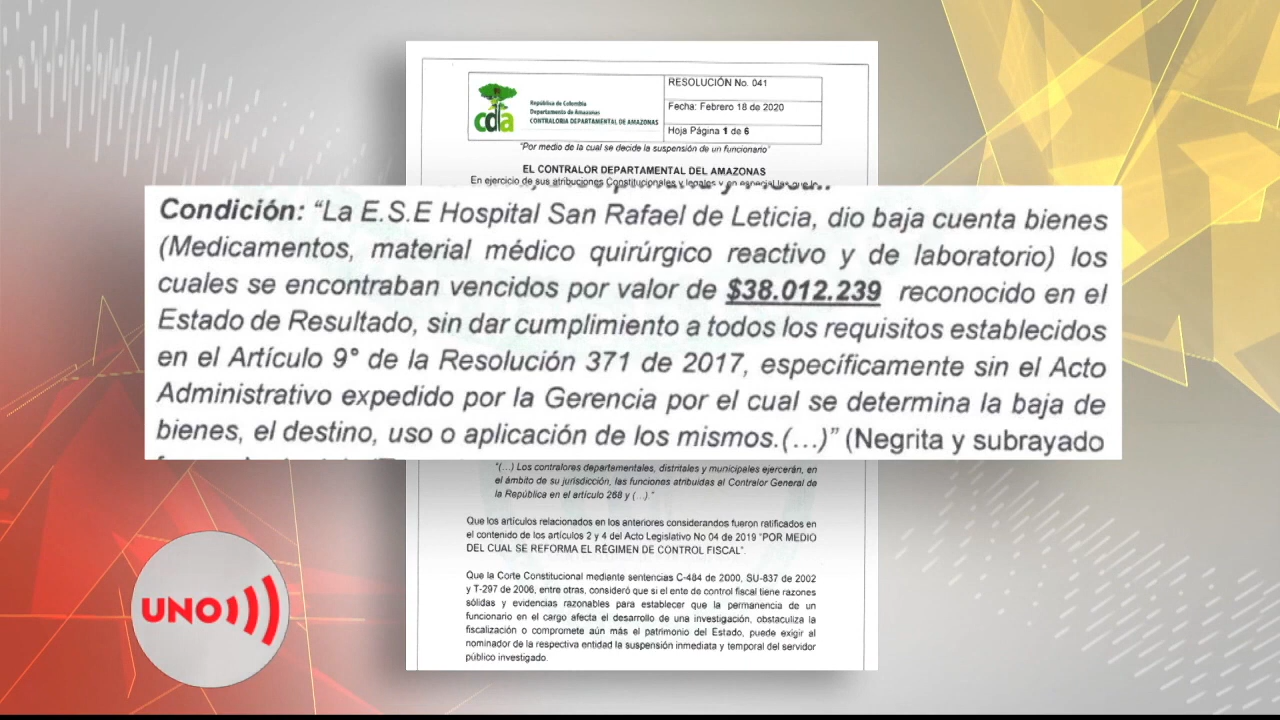 RESOLUCIÓN No. 041
República de Colombia
Departamento de Amazonas
CONTRALORIA DEPARTAMENTAL DE AMAZONAS
cda
Fecha: Febrero 18 de 2020
Hoja Página 1 de 6
"Por medio de la cual se decide la suspensión de un funcionario"
EL CONTRALOR DEPARTAMENTAL DEL AMAZONAS
En ejercicio de sus atribuciones Constitucionales y legales y en especial las que le
Condición: "La E.S.E Hospital San Rafael de Leticia, dio baja cuenta bienes
(Medicamentos, material médico quirúrgico reactivo y de laboratorio) los
cuales se encontraban vencidos por valor de $38.012.239 reconocido en el
Estado de Resultado, sin dar cumplimiento a todos los requisitos establecidos
en el Artículo 9° de la Resolución 371 de 2017, específicamente sin el Acto
Administrativo expedido por la Gerencia por el cual se determina la baja de
bienes, el destino, uso o aplicación de los mismos.(...)" (Negrita y subrayado
"(...) Los contralores departamentales, distritales y municipales ejercerán, en
el ámbito de su jurisdicción, las funciones atribuidas al Contralor General de
la República en el artículo 268 y (...)."
Que los artículos relacionados en los anteriores considerandos fueron ratificados en
el contenido de los artículos 2 y 4 del Acto Legislativo No 04 de 2019 "POR MEDIO
DEL CUAL SE REFORMA EL RÉGIMEN DE CONTROL FISCAL".
Que la Corte Constitucional mediante sentencias C-484 de 2000, SU-837 de 2002
y T-297 de 2006, entre otras, consideró que si el ente de control fiscal tiene razones
sólidas y evidencias razonables para establecer que la permanencia de un
funcionario en el cargo afecta el desarrollo de una investigación, obstaculiza la
fiscalización o compromete aún más el patrimonio del Estado, puede exigir al
nominador de la respectiva entidad la suspensión inmediata y temporal del servidor
público investigado.
UNO